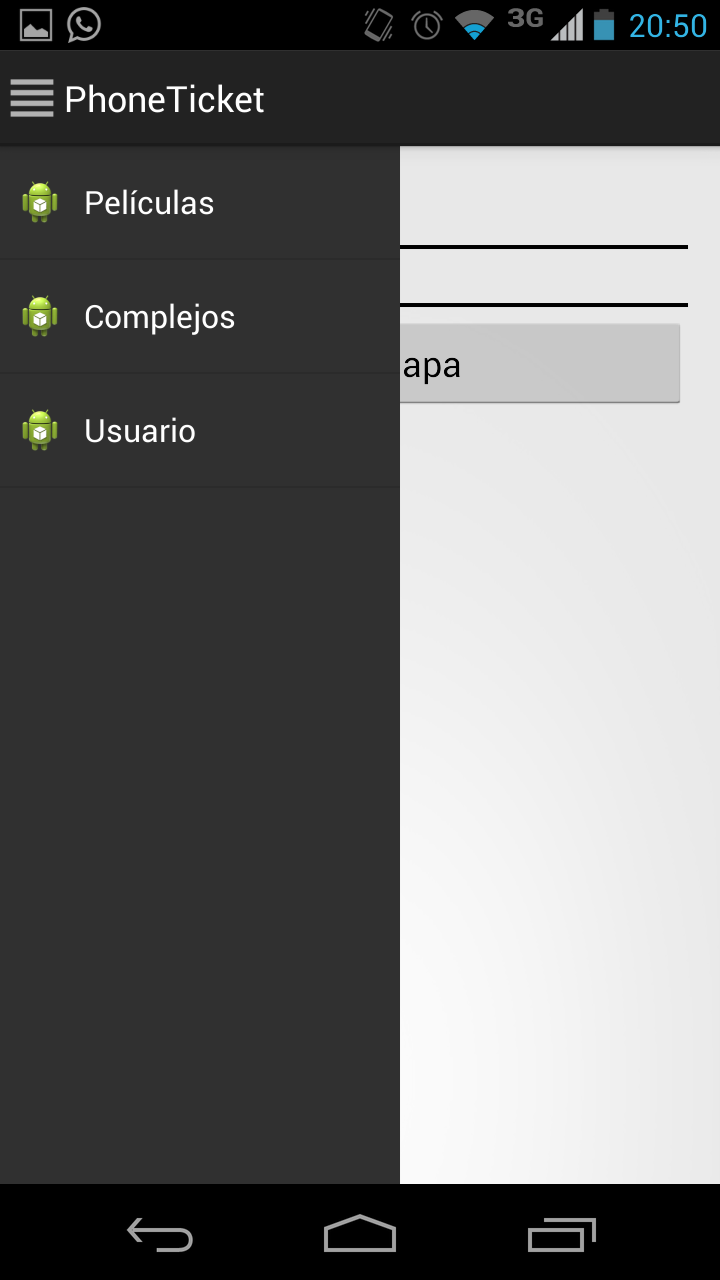 3G 20:50
PhoneTicket
Películas
Complejos
apa
Usuario